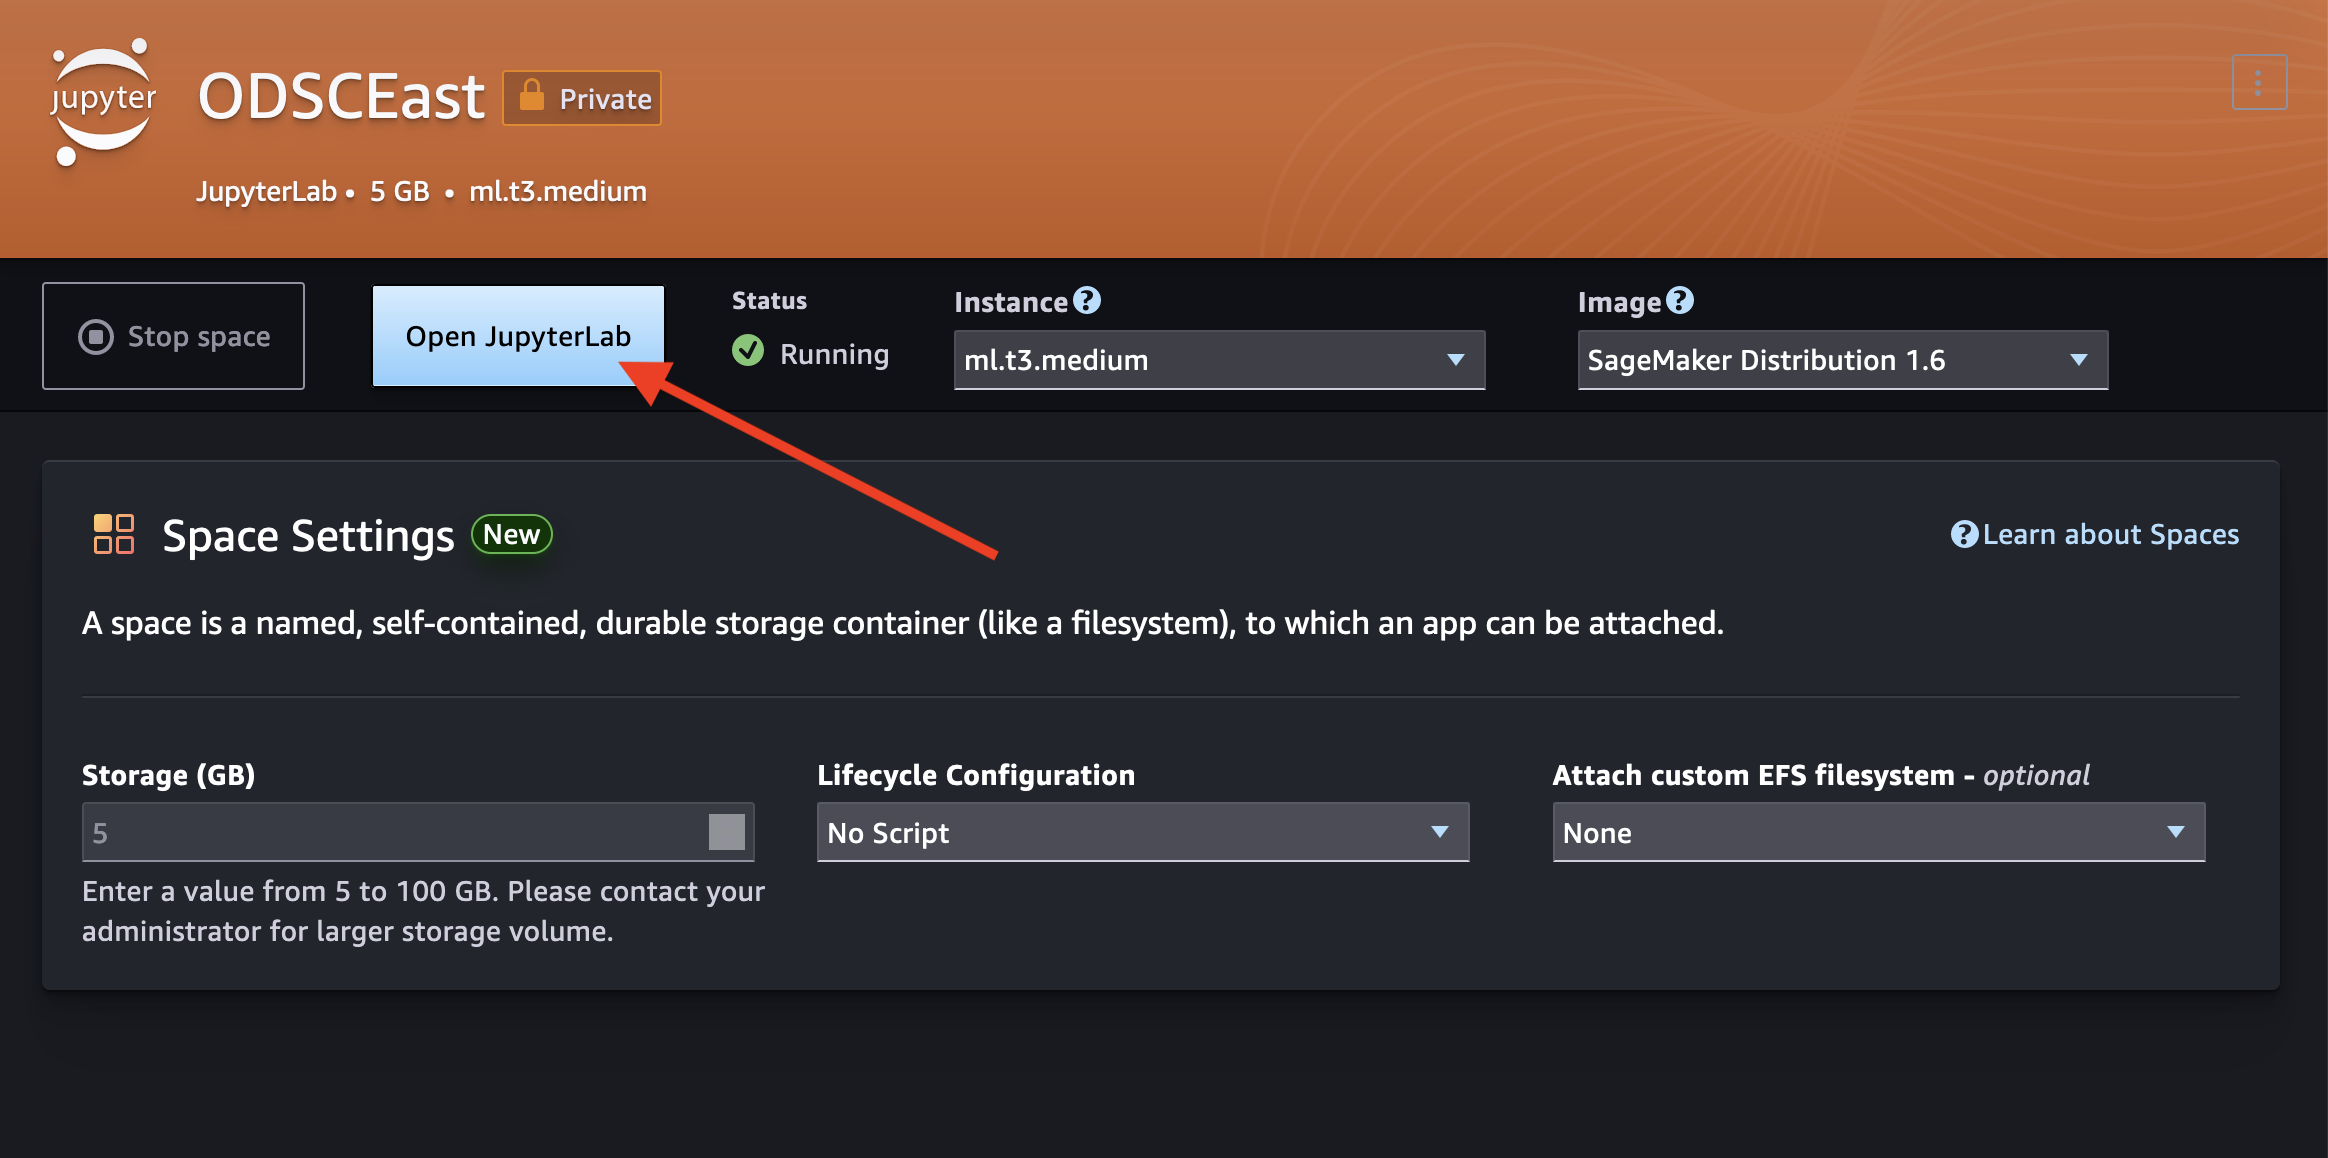 jupyter
ODSCEast
Private
JupyterLab • 5 GB • ml.t3.medium
Stop space
Open JupyterLab
Status
Running
Instance
ml.t3.medium
Image
SageMaker Distribution 1.6
Space Settings
New
Learn about Spaces
A space is a named, self-contained, durable storage container (like a filesystem), to which an app can be attached.
Storage (GB)
5
Enter a value from 5 to 100 GB. Please contact your
administrator for larger storage volume.
Lifecycle Configuration
No Script
Attach custom EFS filesystem - optional
None